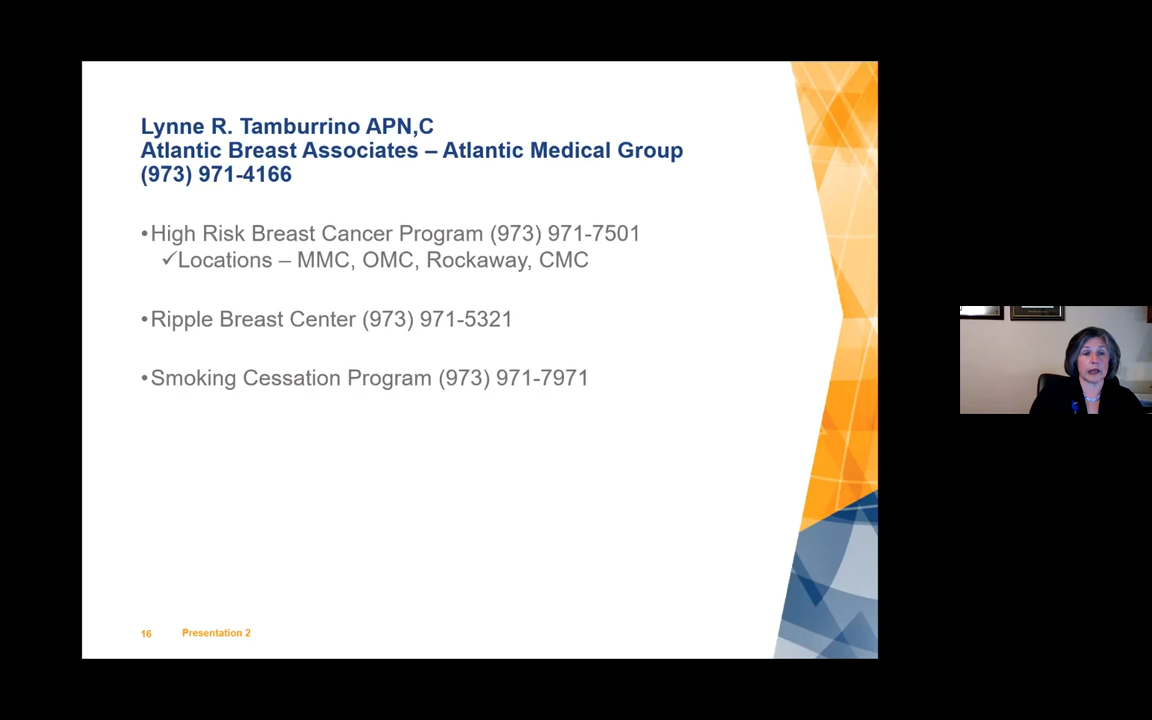 Lynne R. Tamburrino APN,C
Atlantic Breast Associates – Atlantic Medical Group
(973) 971-4166
•High Risk Breast Cancer Program (973) 971-7501
✓Locations – MMC, OMC, Rockaway, CMC
•Ripple Breast Center (973) 971-5321
•Smoking Cessation Program (973) 971-7971
16 Presentation 2